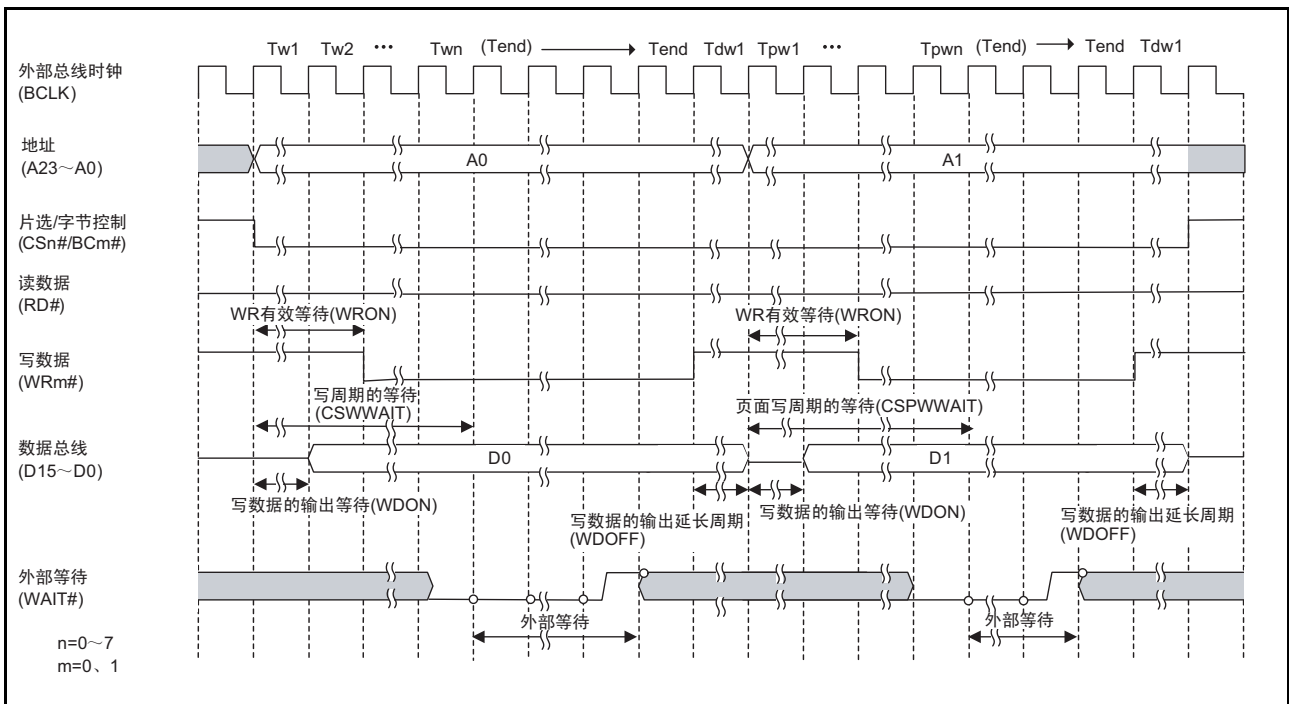 Tw1 Tw2 ••• Twn (Tend) Tend Tdw1 Tpw1 ••• Tpwn (Tend) Tend Tdw1
外部总线时钟
(BCLK)
地址
(A23～A0)
A0 A1
片选/字节控制
(CSn#/BCm#)
读数据
(RD#)
WR有效等待(WRON) WR有效等待(WRON)
写数据
(WRm#)
写周期的等待
(CSWWAIT)
页面写周期的等待(CSPWWAIT)
数据总线
(D15～D0)
D0 D1
写数据的输出等待(WDON)
写数据的输出延长周期
(WDOFF)
写数据的输出等待(WDON)
写数据的输出延长周期
(WDOFF)
外部等待
(WAIT#)
外部等待 外部等待
n=0～7
m=0、1